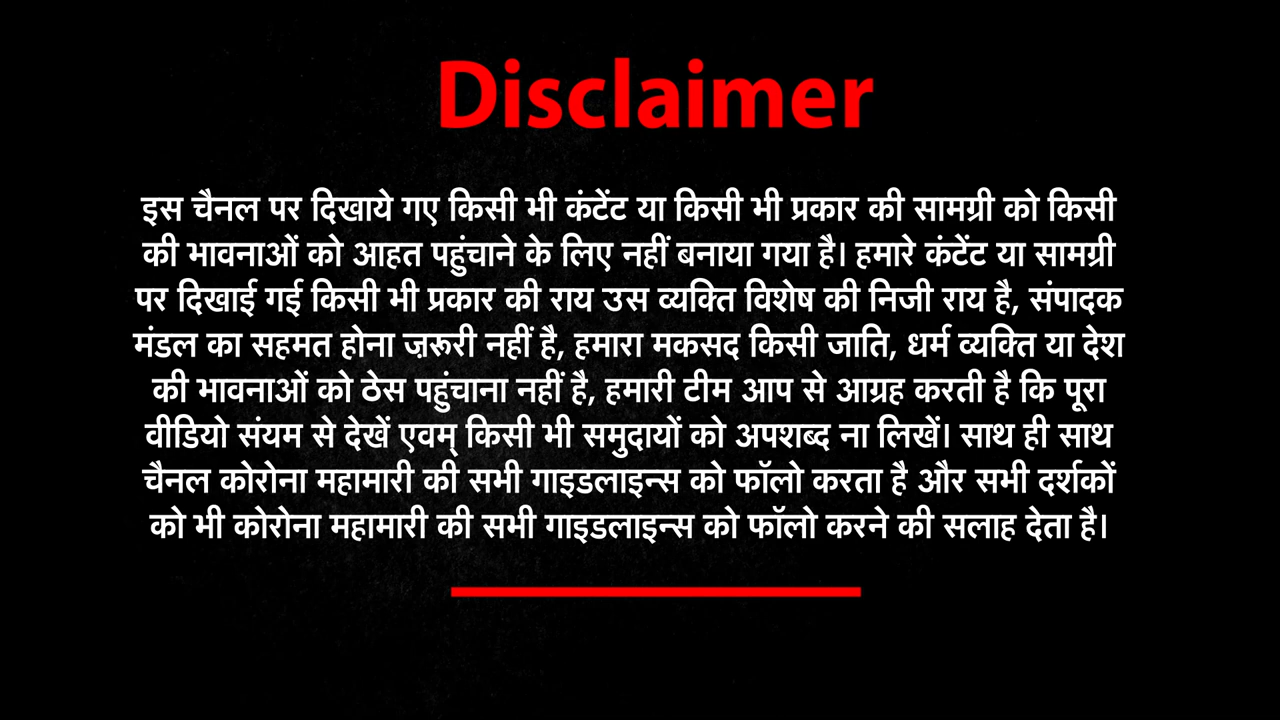 Disclaimer
इस चैनल पर दिखाये गए किसी भी कंटेंट या किसी भी प्रकार की सामग्री को किसी
की भावनाओं को आहत पहुंचाने के लिए नहीं बनाया गया है। हमारे कंटेंट या सामग्री
पर दिखाई गई किसी भी प्रकार की राय उस व्यक्ति विशेष की निजी राय है, संपादक
मंडल का सहमत होना ज़रूरी नहीं है, हमारा मकसद किसी जाति, धर्म व्यक्ति या देश
की भावनाओं को ठेस पहुंचाना नहीं है, हमारी टीम आप से आग्रह करती है कि पूरा
वीडियो संयम से देखें एवम् किसी भी समुदायों को अपशब्द ना लिखें। साथ ही साथ
चैनल कोरोना महामारी की सभी गाइडलाइन्स को फॉलो करता है और सभी दर्शकों
को भी कोरोना महामारी की सभी गाइडलाइन्स को फॉलो करने की सलाह देता है।